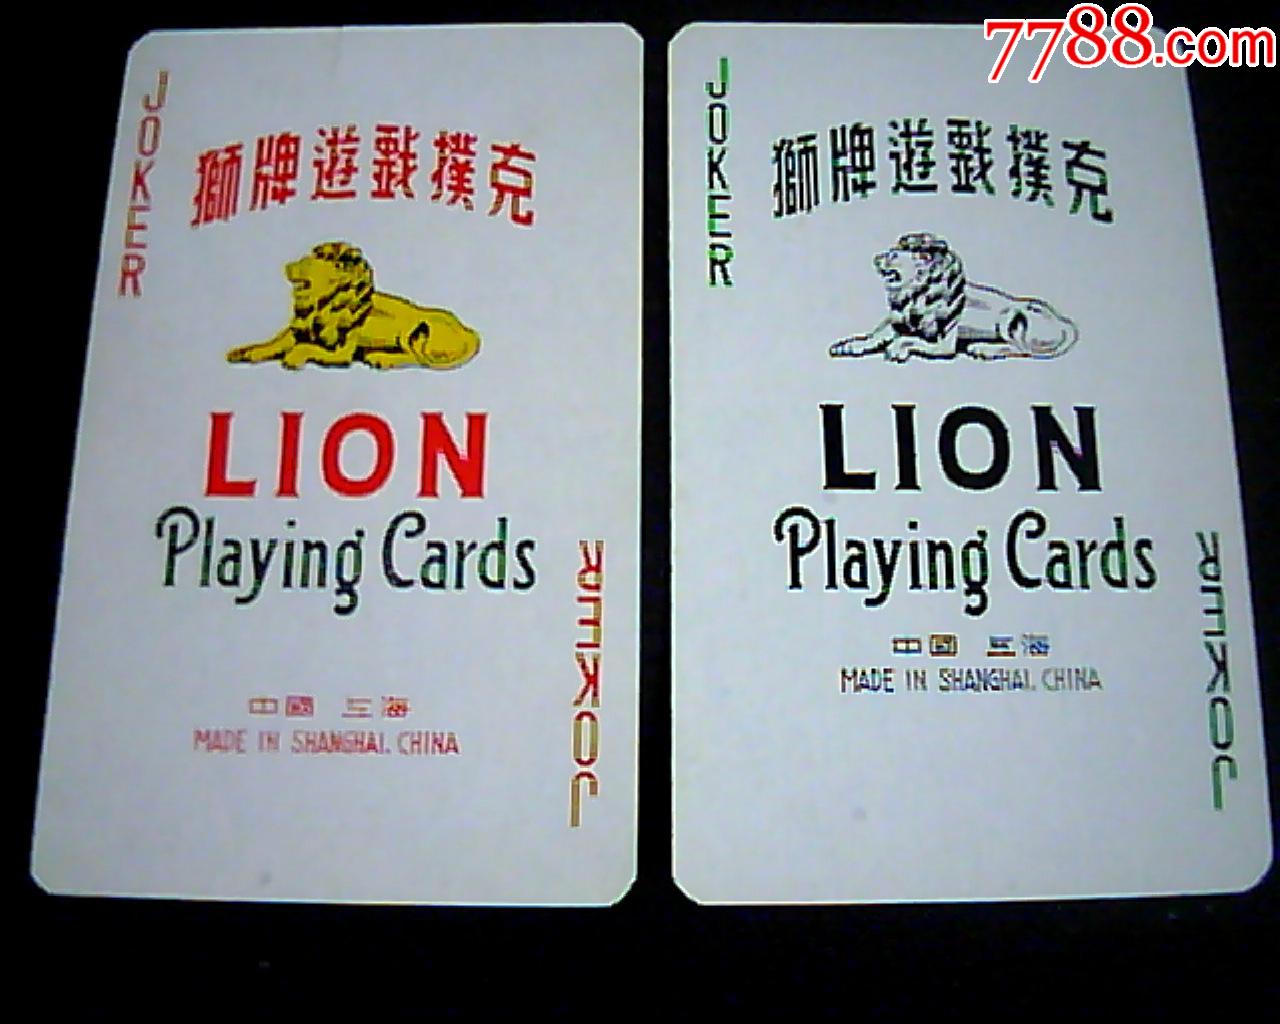 7788.com
JOKER
獅牌遊戲撲克
LION
Playing Cards
中國 上海
MADE IN SHANGHAI, CHINA
JOKER
JOKER
獅牌遊戲撲克
LION
Playing Cards
中國 上海
MADE IN SHANGHAI, CHINA
JOKER